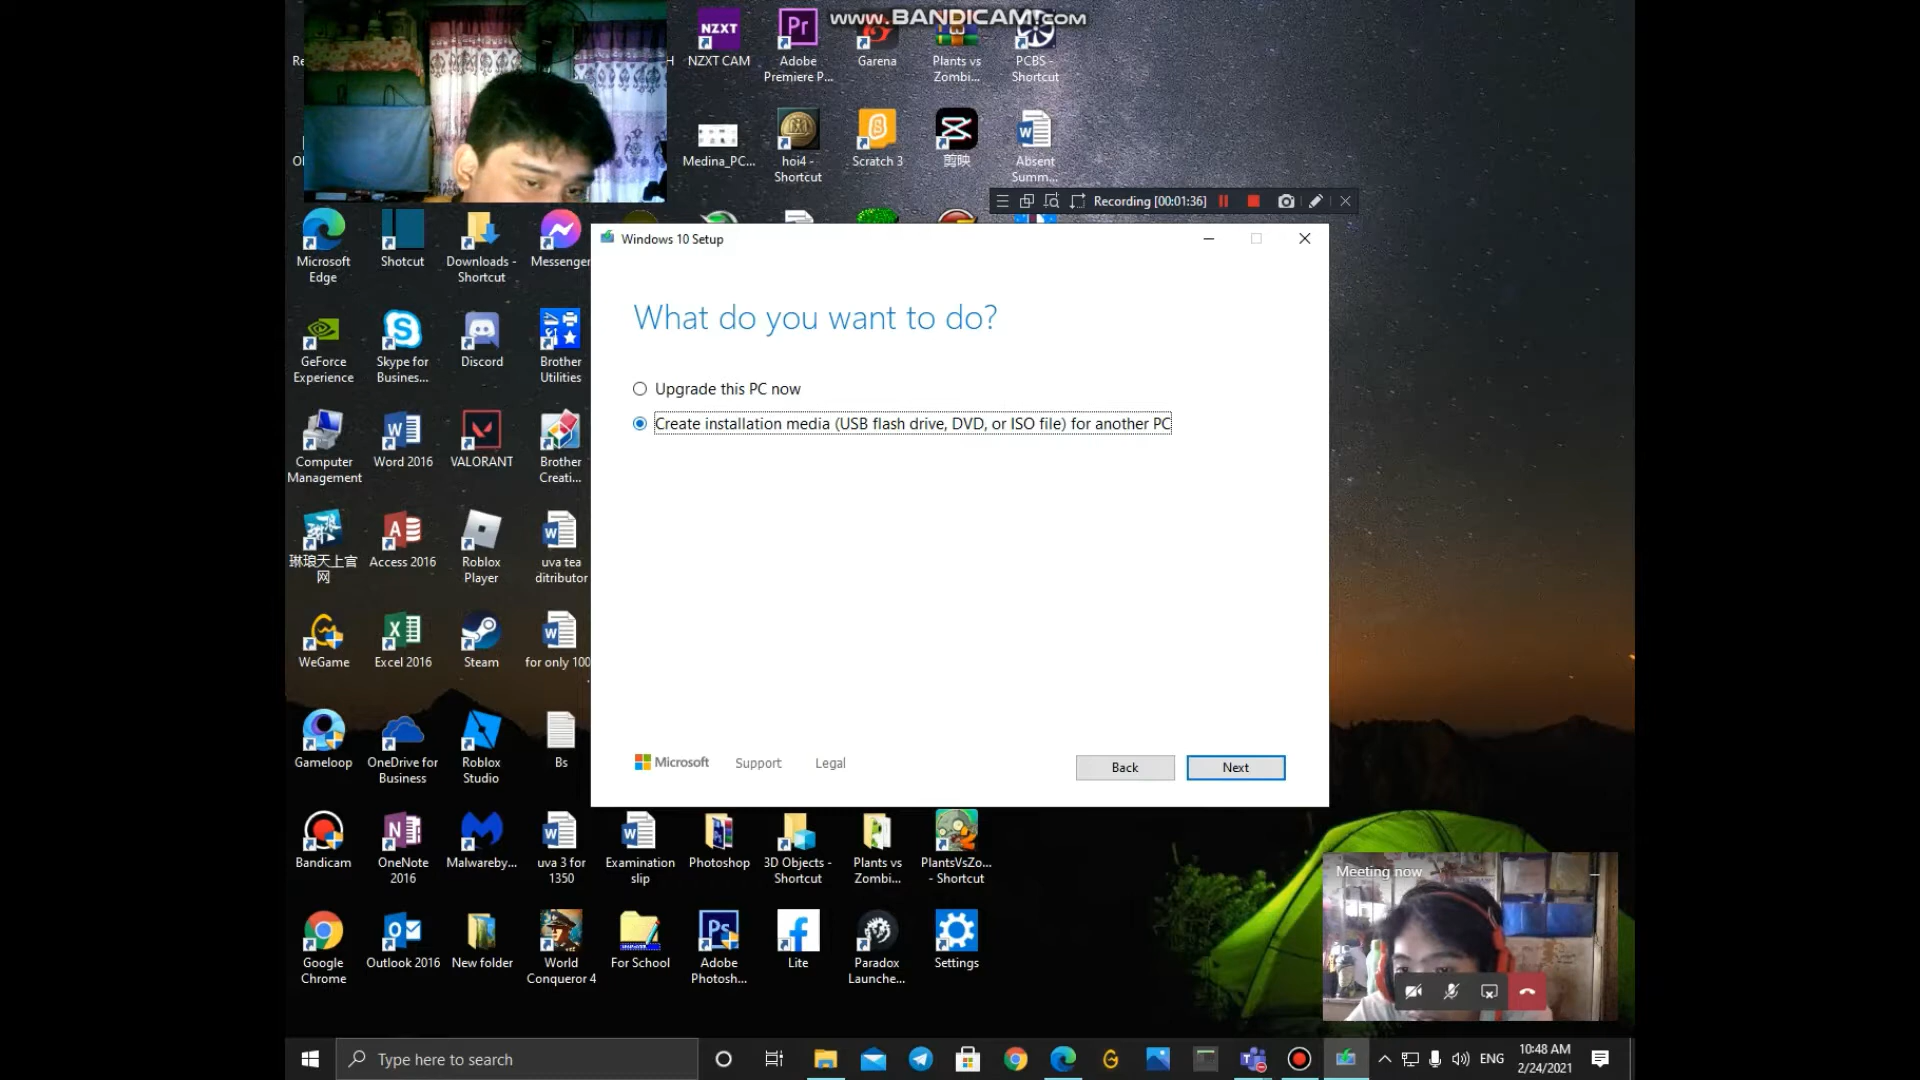 www.BANDICAM.COM
NZXT
NZXT CAM
Adobe
Premiere P...
Garena
Plants vs
Zombi...
PCBS -
Shortcut
Medina_PC...
hoi4 -
Shortcut
Scratch 3
剪映
Absent
Summ...
Recording [00:01:36]
Microsoft
Edge
Shotcut
Downloads -
Shortcut
Messenger
Windows 10 Setup
What do you want to do?
Upgrade this PC now
Create installation media (USB flash drive, DVD, or ISO file) for another PC
Microsoft
Support
Legal
Back
Next
GeForce
Experience
Skype for
Busines...
Discord
Brother
Utilities
Computer
Management
Word 2016
VALORANT
Brother
Creati...
琳琅天上官
网
Access 2016
Roblox
Player
uva tea
ditributor
WeGame
Excel 2016
Steam
for only 100
Gameloop
OneDrive for
Business
Roblox
Studio
Bs
Bandicam
OneNote
2016
Malwareby...
uva 3 for
1350
Examination
slip
Photoshop
3D Objects -
Shortcut
Plants vs
Zombi...
PlantsVsZo...
- Shortcut
Google
Chrome
Outlook 2016
New folder
World
Conqueror 4
For School
Adobe
Photosh...
Lite
Paradox
Launche...
Settings
Meeting now
Type here to search
ENG
10:48 AM
2/24/2021